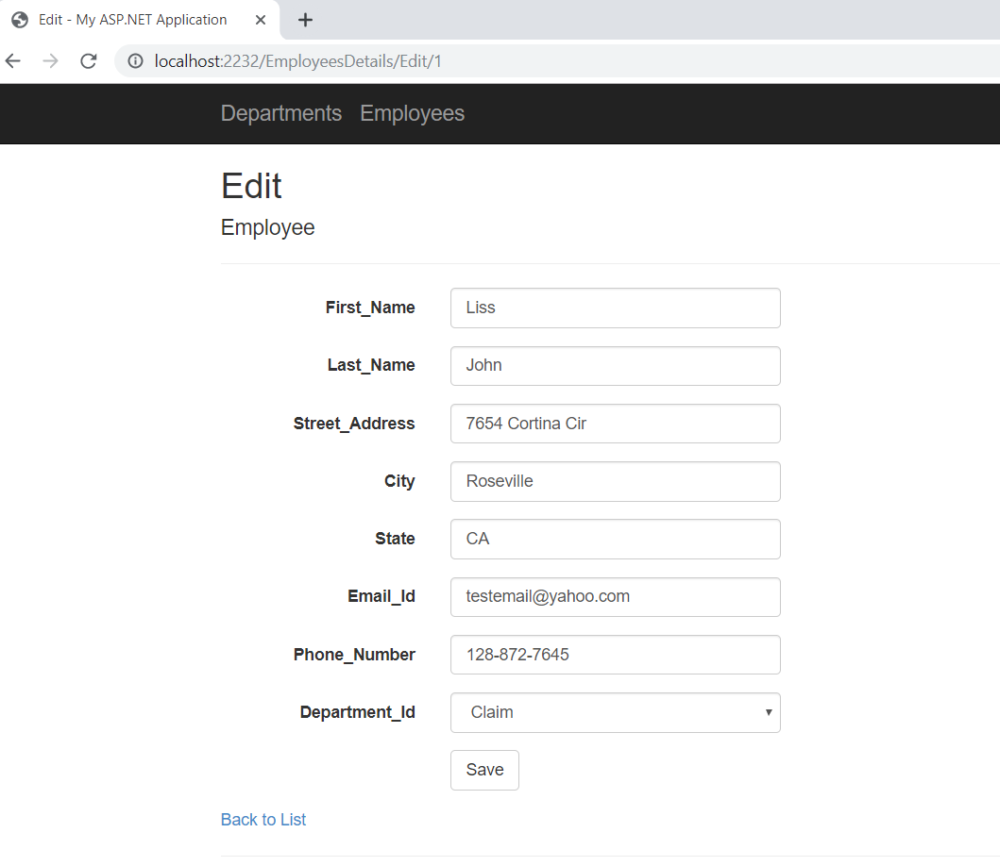 Edit - My ASP.NET Application
localhost:2232/EmployeesDetails/Edit/1
Departments Employees
Edit
Employee
First_Name Liss
Last_Name John
Street_Address 7654 Cortina Cir
City Roseville
State CA
Email_Id testemail@yahoo.com
Phone_Number 128-872-7645
Department_Id Claim
Save
Back to List